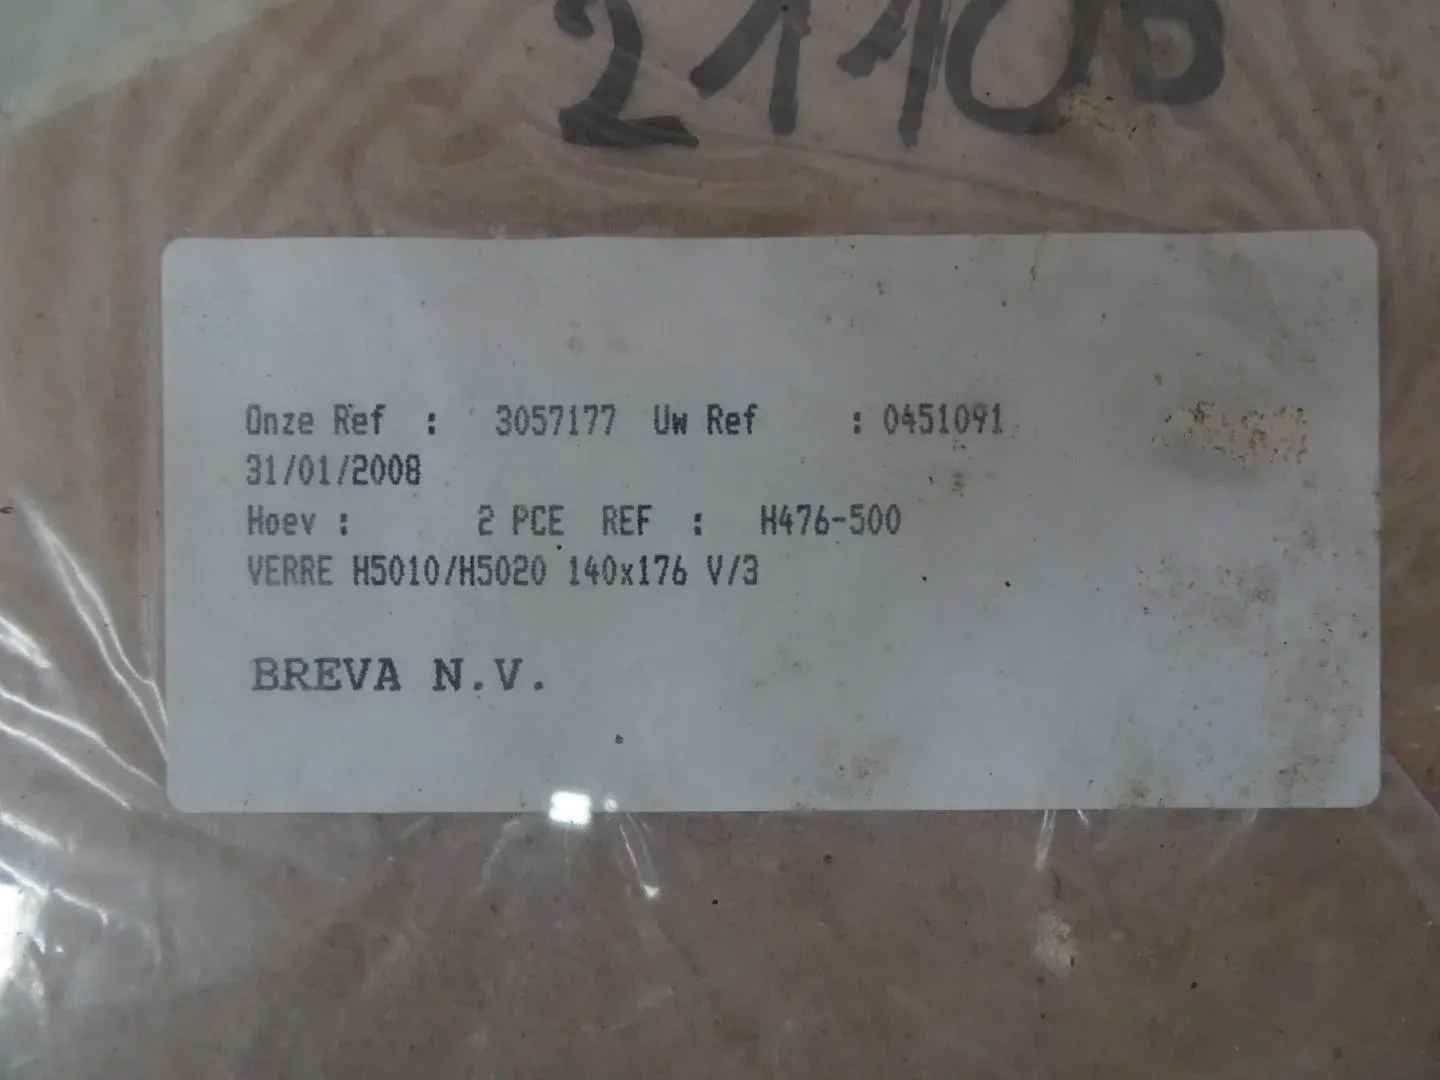 21106
Onze Ref : 3057177 Uw Ref : 0451091
31/01/2008
Hoev : 2 PCE REF : H476-500
VERRE H5010/H5020 140x176 V/3
BREVA N.V.